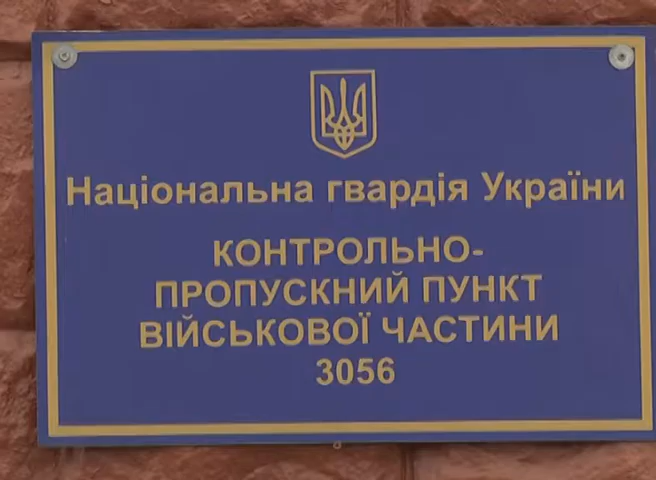 Національна гвардія України
КОНТРОЛЬНО-
ПРОПУСКНИЙ ПУНКТ
ВІЙСЬКОВОЇ ЧАСТИНИ
3056